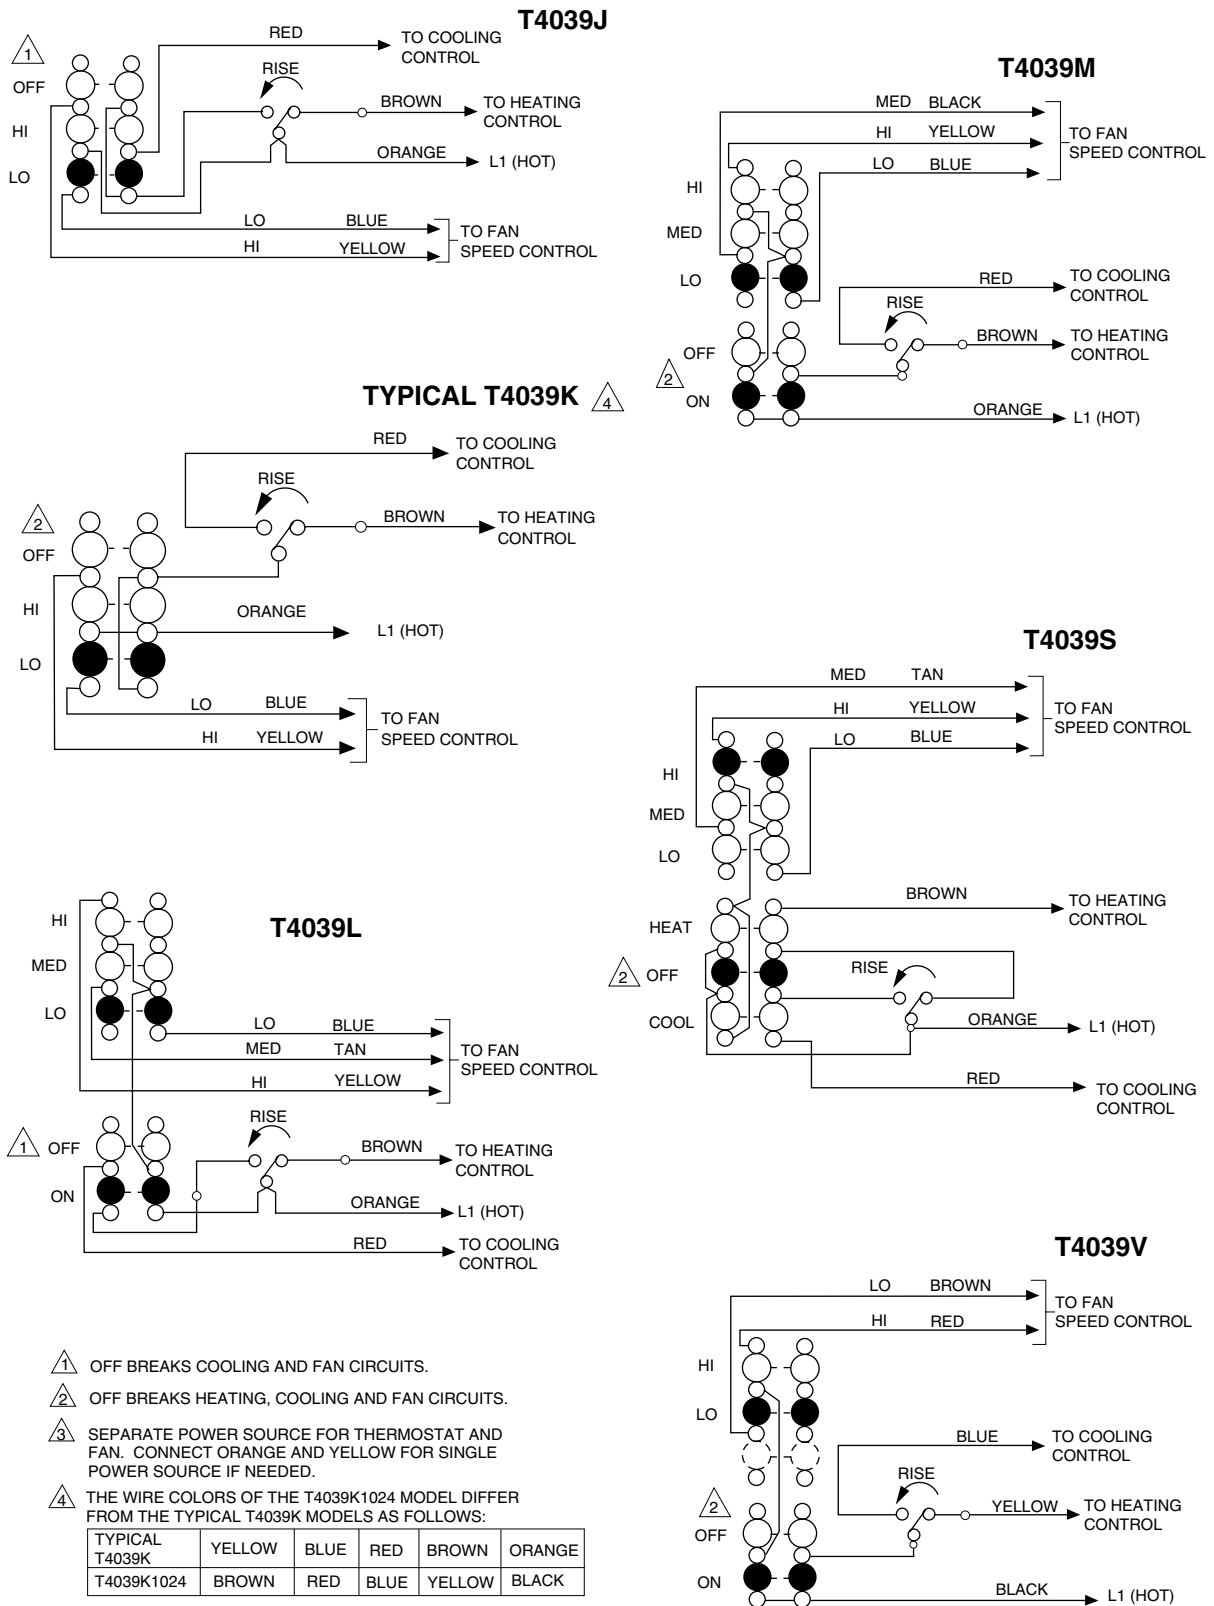 T4039J
1
OFF
HI
LO
RED
TO COOLING
CONTROL
RISE
BROWN
TO HEATING
CONTROL
ORANGE
L1 (HOT)
LO BLUE
HI YELLOW
TO FAN
SPEED CONTROL
T4039M
MED BLACK
HI YELLOW
LO BLUE
TO FAN
SPEED CONTROL
HI
MED
LO
RED
TO COOLING
CONTROL
RISE
BROWN
TO HEATING
CONTROL
OFF
2
ON
ORANGE
L1 (HOT)
TYPICAL T4039K 4
RED
TO COOLING
CONTROL
RISE
BROWN
TO HEATING
CONTROL
2
OFF
HI
LO
ORANGE
L1 (HOT)
LO BLUE
HI YELLOW
TO FAN
SPEED CONTROL
T4039S
MED TAN
HI YELLOW
LO BLUE
TO FAN
SPEED CONTROL
HI
MED
LO
BROWN
TO HEATING
CONTROL
HEAT
2 OFF
COOL
RISE
ORANGE
L1 (HOT)
RED
TO COOLING
CONTROL
T4039L
HI
MED
LO
LO BLUE
MED TAN
HI YELLOW
TO FAN
SPEED CONTROL
RISE
1 OFF
ON
BROWN
TO HEATING
CONTROL
ORANGE
L1 (HOT)
RED
TO COOLING
CONTROL
T4039V
LO BROWN
HI RED
TO FAN
SPEED CONTROL
HI
LO
BLUE
TO COOLING
CONTROL
RISE
YELLOW
TO HEATING
CONTROL
2
OFF
ON
BLACK
L1 (HOT)
1 OFF BREAKS COOLING AND FAN CIRCUITS.
2 OFF BREAKS HEATING, COOLING AND FAN CIRCUITS.
3 SEPARATE POWER SOURCE FOR THERMOSTAT AND
FAN. CONNECT ORANGE AND YELLOW FOR SINGLE
POWER SOURCE IF NEEDED.
4 THE WIRE COLORS OF THE T4039K1024 MODEL DIFFER
FROM THE TYPICAL T4039K MODELS AS FOLLOWS:
TYPICAL
T4039K YELLOW BLUE RED BROWN ORANGE
T4039K1024 BROWN RED BLUE YELLOW BLACK